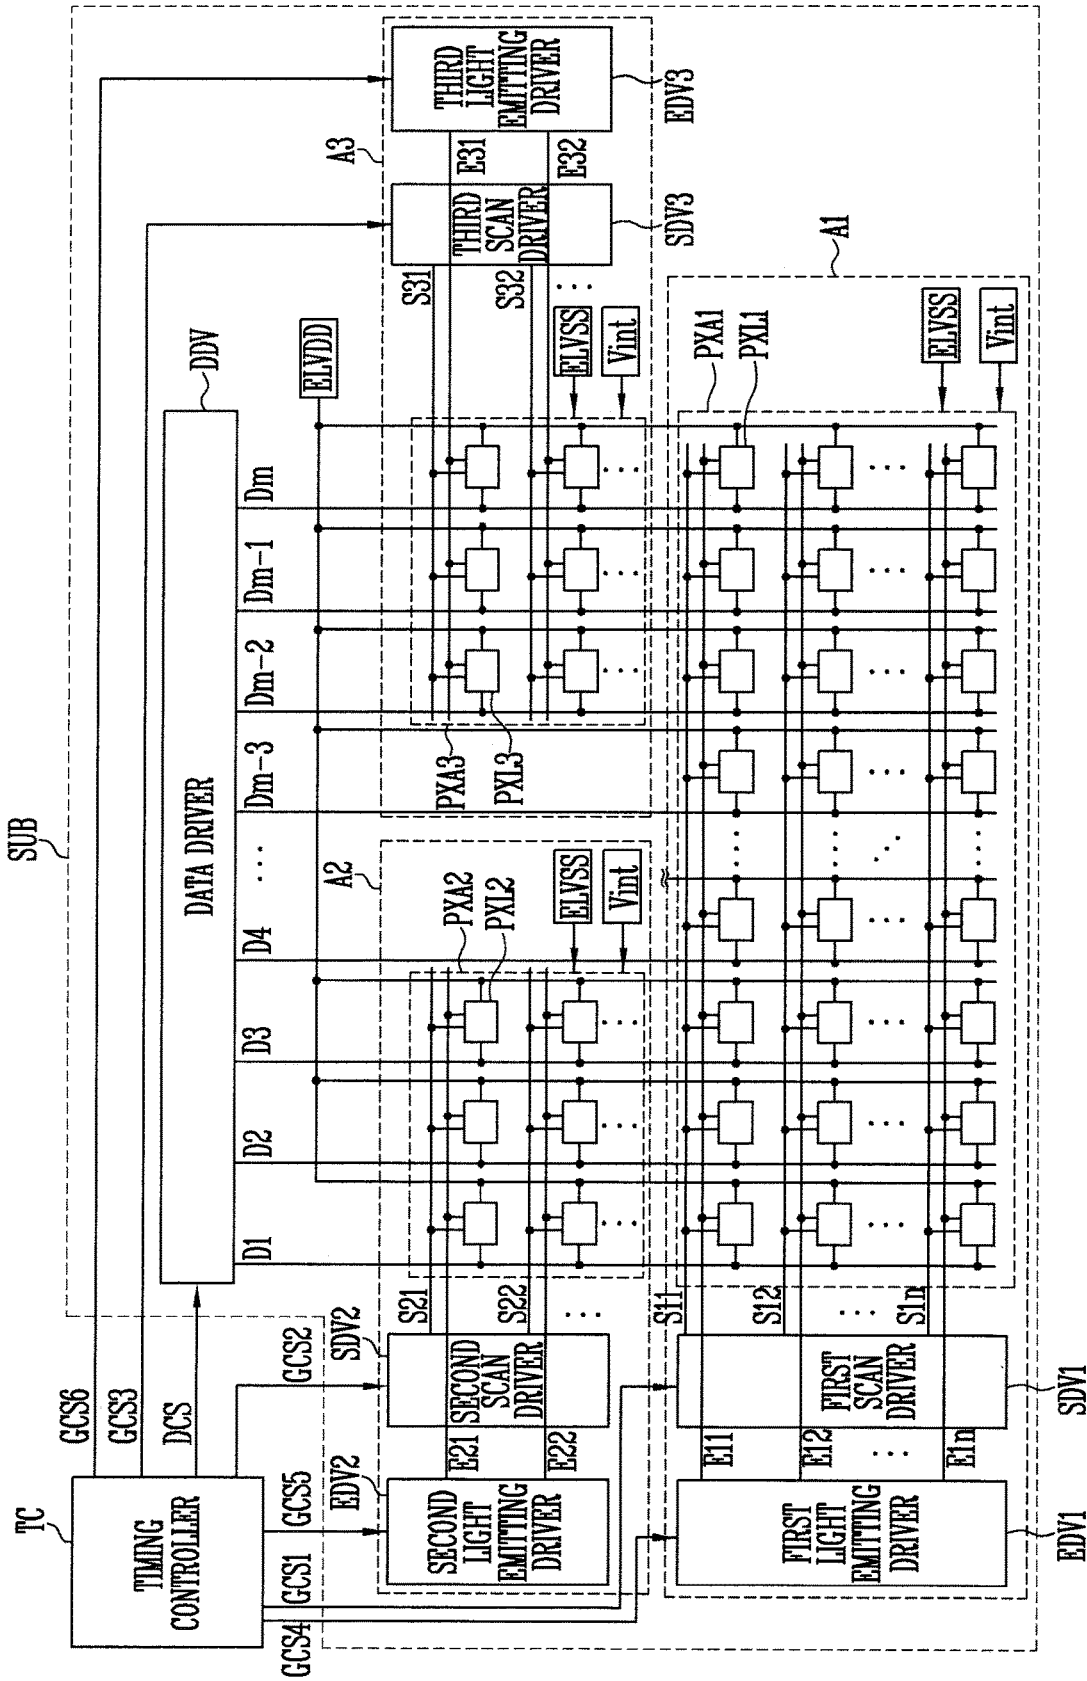 SUB
TC
TIMING
CONTROLLER
GCS6
GCS3
DCS
GCS2
GCS5
GCS1
GCS4
DATA DRIVER
DDV
D1
D2
D3
D4
...
Dm-3
Dm-2
Dm-1
Dm
ELVDD
A2
EDV2
SECOND
LIGHT
EMITTING
DRIVER
E21
E22
SDV2
SECOND
SCAN
DRIVER
S21
S22
...
PXA2
PXL2
ELVSS
Vint
A3
PXA3
PXL3
ELVSS
Vint
S31
S32
...
THIRD
SCAN
DRIVER
SDV3
E31
E32
THIRD
LIGHT
EMITTING
DRIVER
EDV3
A1
PXA1
PXL1
ELVSS
Vint
S11
S12
...
S1n
FIRST
SCAN
DRIVER
SDV1
E11
E12
...
E1n
FIRST
LIGHT
EMITTING
DRIVER
EDV1